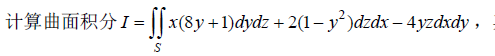 计算曲面积分 I = ∬_S x(8y+1)dydz + 2(1−y²)dzdx − 4yzdxdy ，